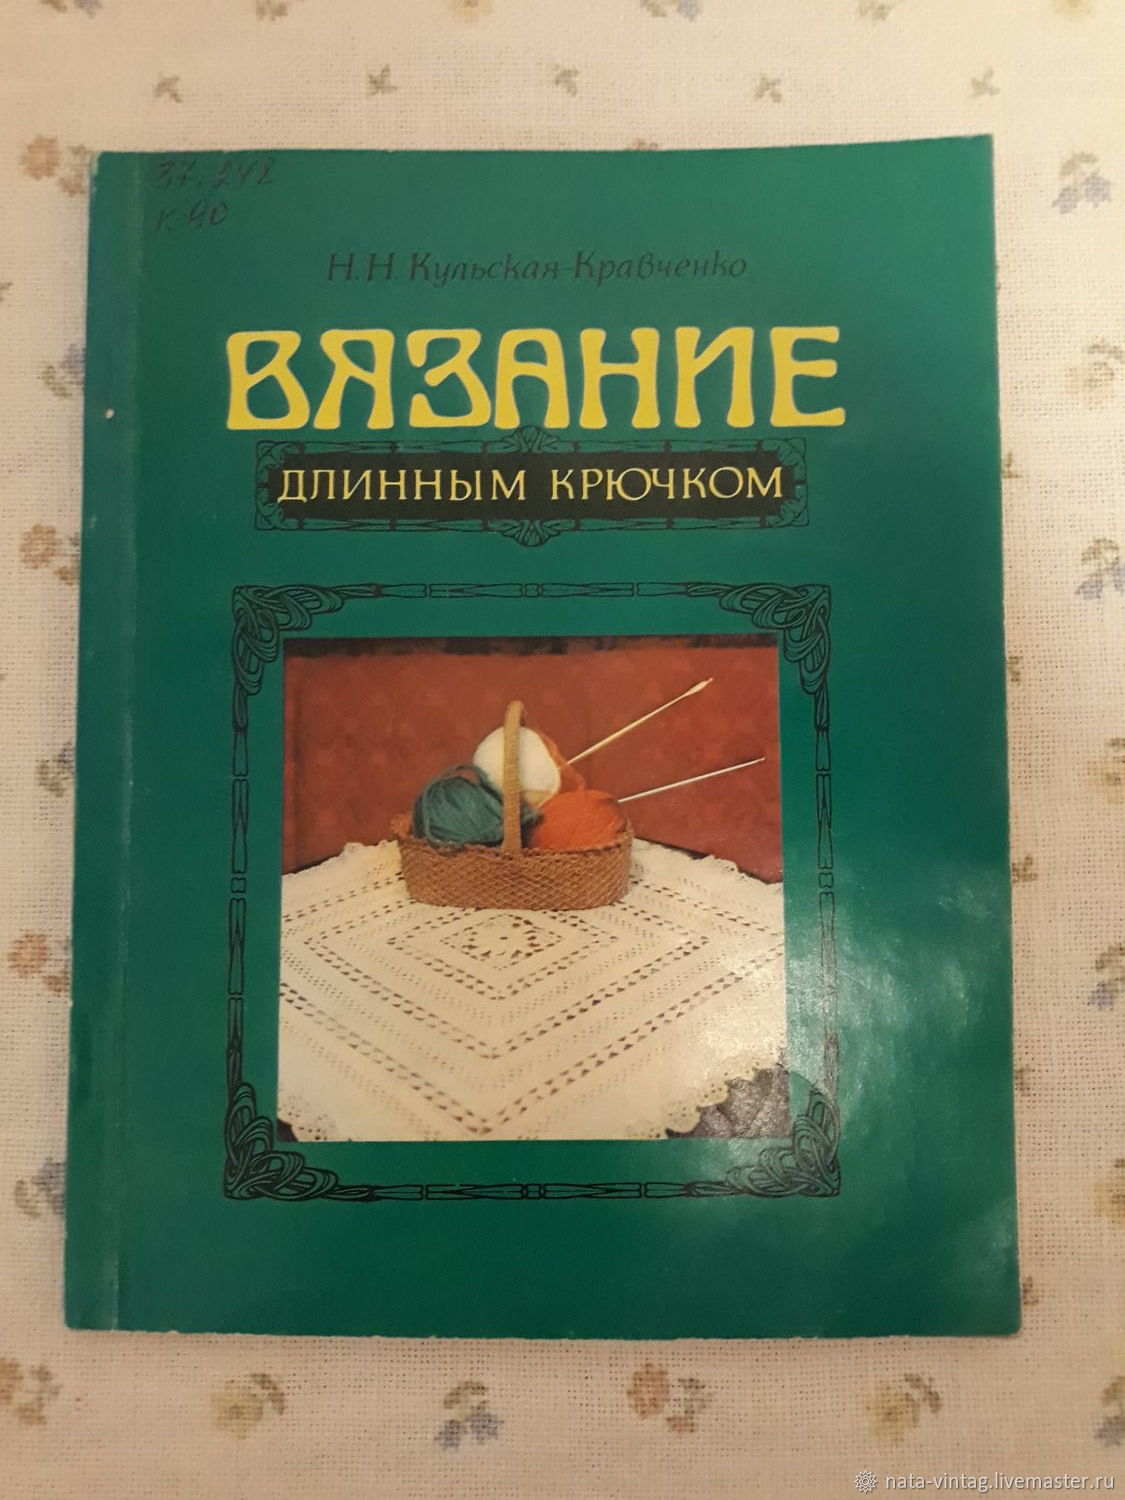 37.248
К 90
Н.Н. Кульская-Кравченко
ВЯЗАНИЕ
ДЛИННЫМ КРЮЧКОМ
nata-vintag.livemaster.ru